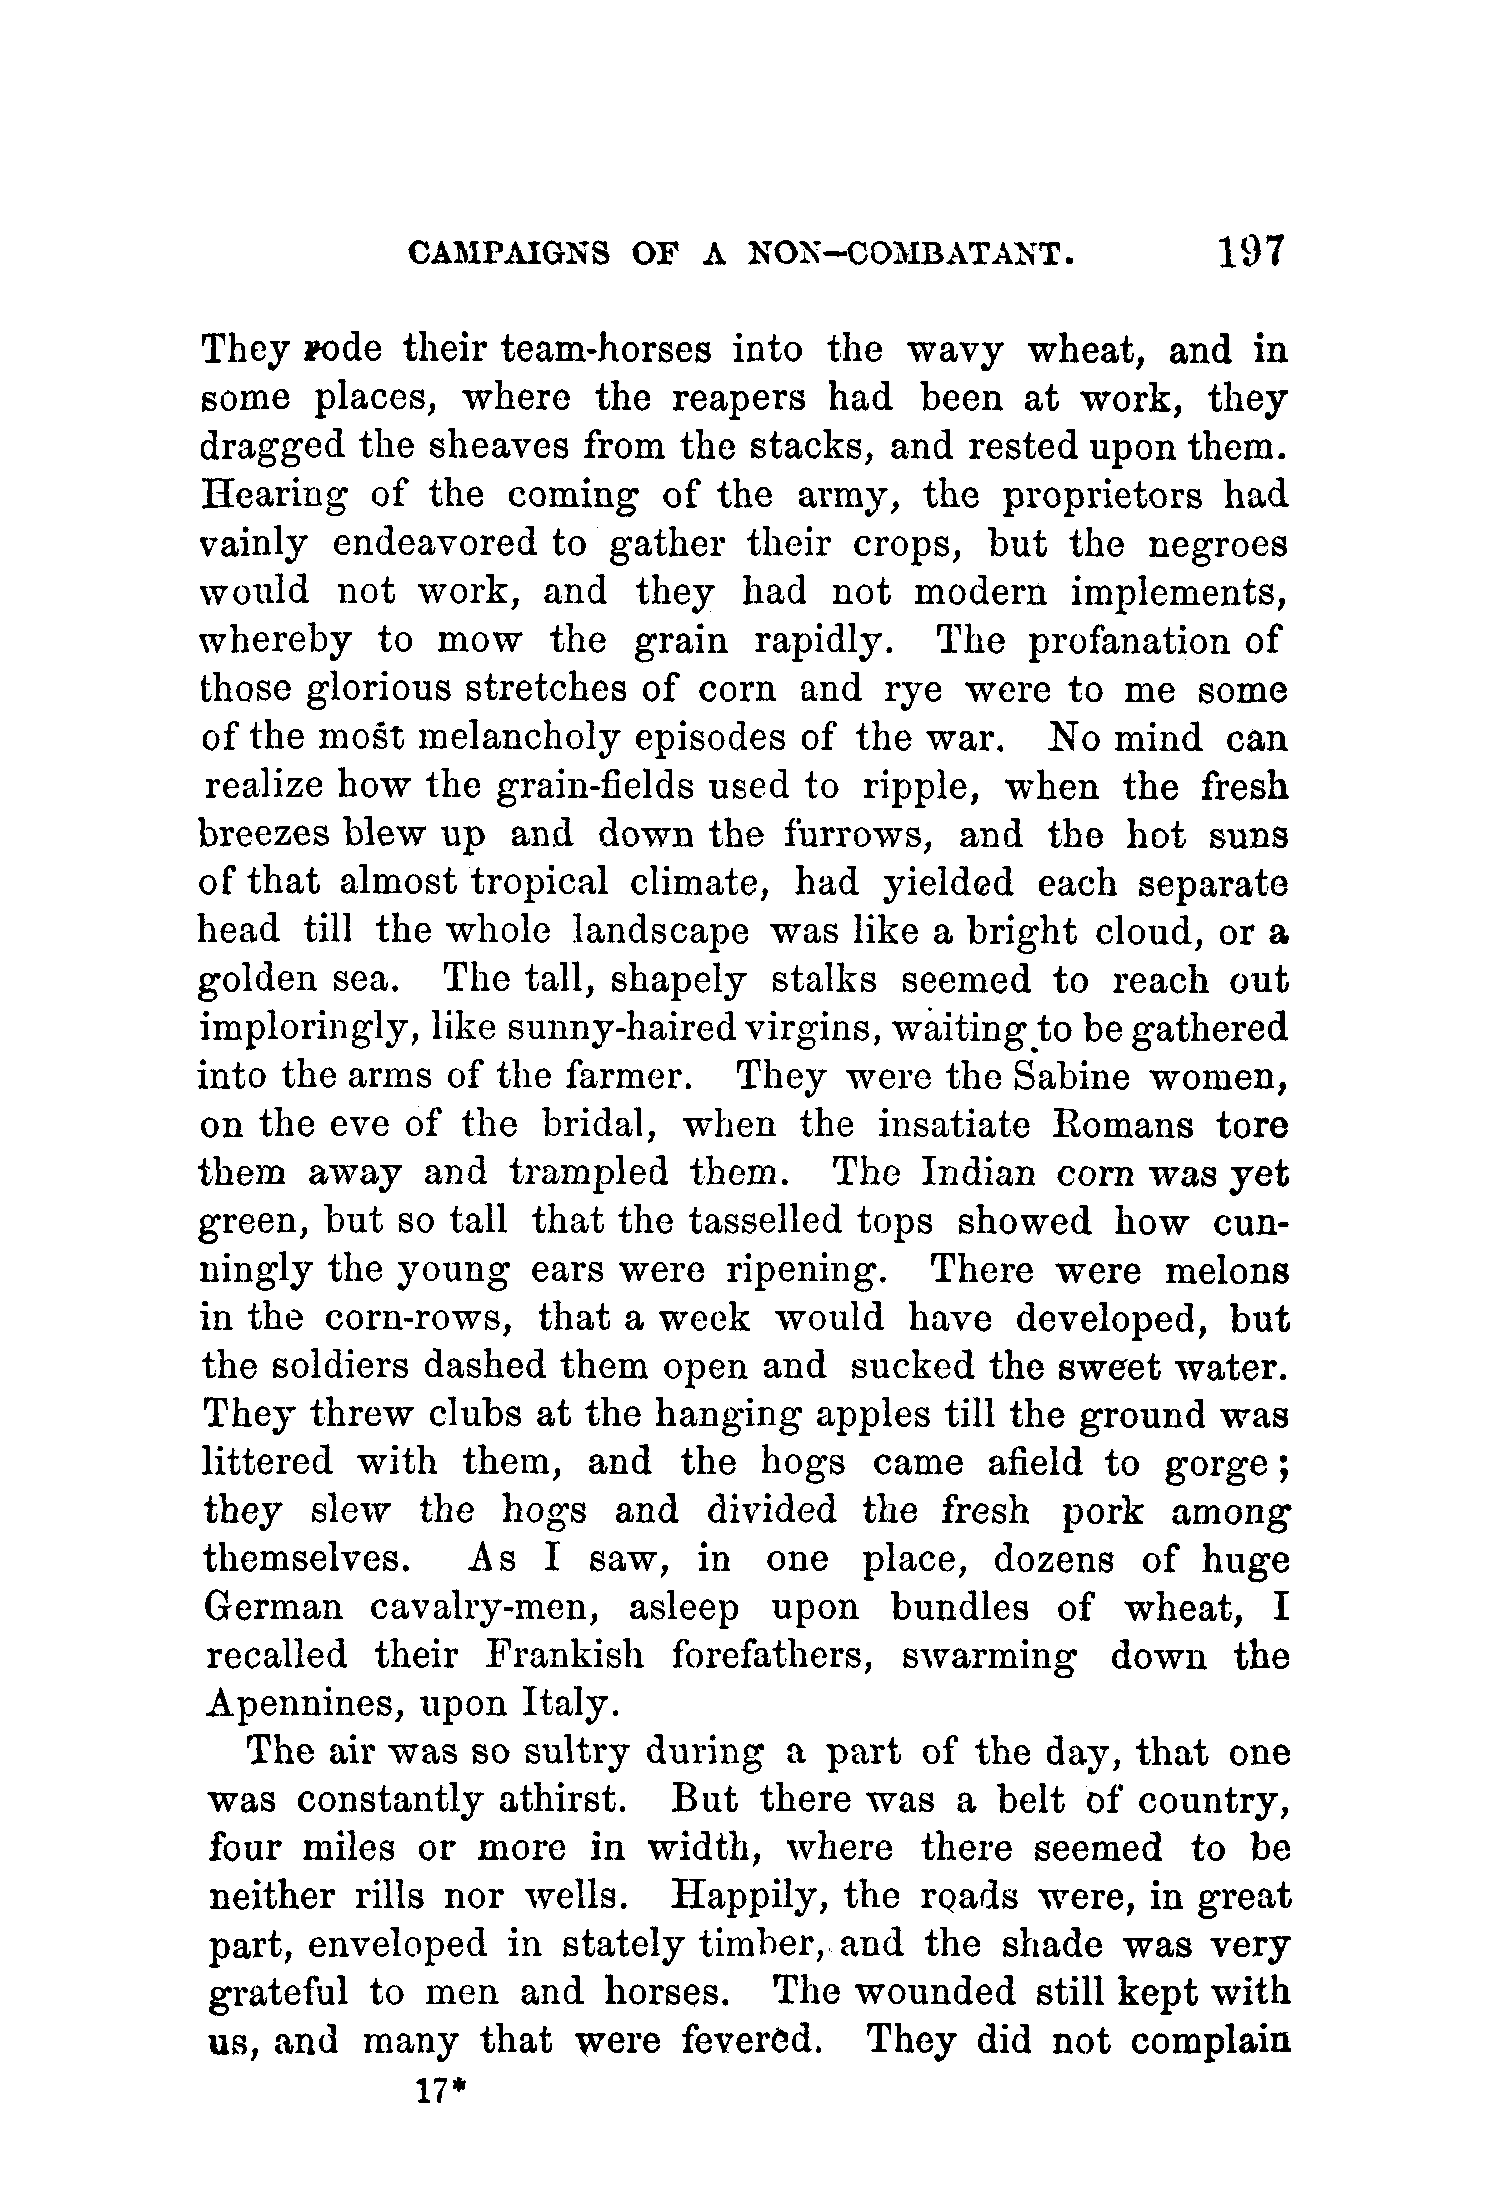 CAMPAIGNS OF A NON-COMBATANT. 197
They rode their team-horses into the wavy wheat, and in
some places, where the reapers had been at work, they
dragged the sheaves from the stacks, and rested upon them.
Hearing of the coming of the army, the proprietors had
vainly endeavored to gather their crops, but the negroes
would not work, and they had not modern implements,
whereby to mow the grain rapidly. The profanation of
those glorious stretches of corn and rye were to me some
of the most melancholy episodes of the war. No mind can
realize how the grain-fields used to ripple, when the fresh
breezes blew up and down the furrows, and the hot suns
of that almost tropical climate, had yielded each separate
head till the whole landscape was like a bright cloud, or a
golden sea. The tall, shapely stalks seemed to reach out
imploringly, like sunny-haired virgins, waiting to be gathered
into the arms of the farmer. They were the Sabine women,
on the eve of the bridal, when the insatiate Romans tore
them away and trampled them. The Indian corn was yet
green, but so tall that the tasselled tops showed how cun-
ningly the young ears were ripening. There were melons
in the corn-rows, that a week would have developed, but
the soldiers dashed them open and sucked the sweet water.
They threw clubs at the hanging apples till the ground was
littered with them, and the hogs came afield to gorge;
they slew the hogs and divided the fresh pork among
themselves. As I saw, in one place, dozens of huge
German cavalry-men, asleep upon bundles of wheat, I
recalled their Frankish forefathers, swarming down the
Apennines, upon Italy.
The air was so sultry during a part of the day, that one
was constantly athirst. But there was a belt of country,
four miles or more in width, where there seemed to be
neither rills nor wells. Happily, the roads were, in great
part, enveloped in stately timber, and the shade was very
grateful to men and horses. The wounded still kept with
us, and many that were fevered. They did not complain
17*